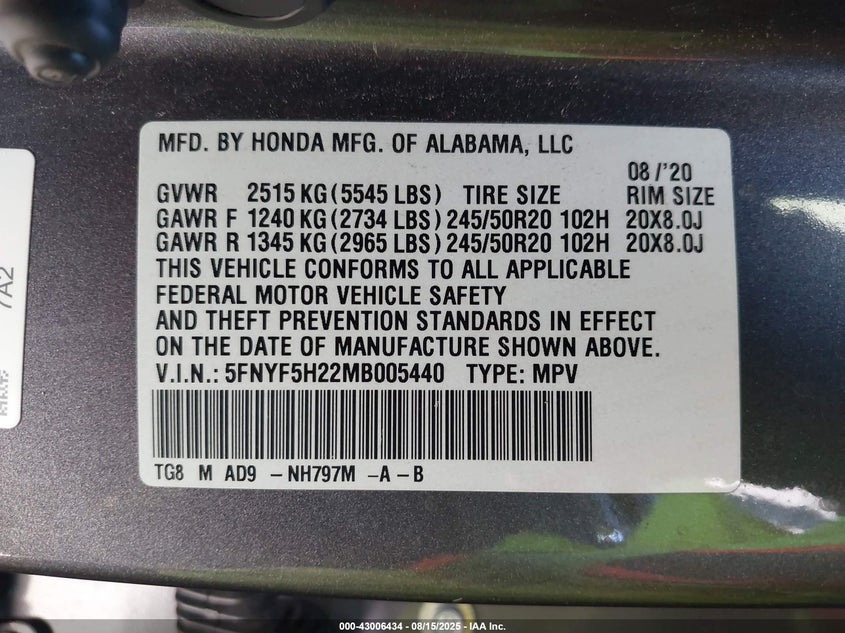 MFD. BY HONDA MFG. OF ALABAMA, LLC
08/'20
GVWR 2515 KG (5545 LBS) TIRE SIZE RIM SIZE
GAWR F 1240 KG (2734 LBS) 245/50R20 102H 20X8.0J
GAWR R 1345 KG (2965 LBS) 245/50R20 102H 20X8.0J
THIS VEHICLE CONFORMS TO ALL APPLICABLE
FEDERAL MOTOR VEHICLE SAFETY
AND THEFT PREVENTION STANDARDS IN EFFECT
ON THE DATE OF MANUFACTURE SHOWN ABOVE.
V.I.N.: 5FNYF5H22MB005440 TYPE: MPV
TG8 M AD9 -NH797M -A-B
7A2
000-43006434 - 08/15/2025 - IAA Inc.